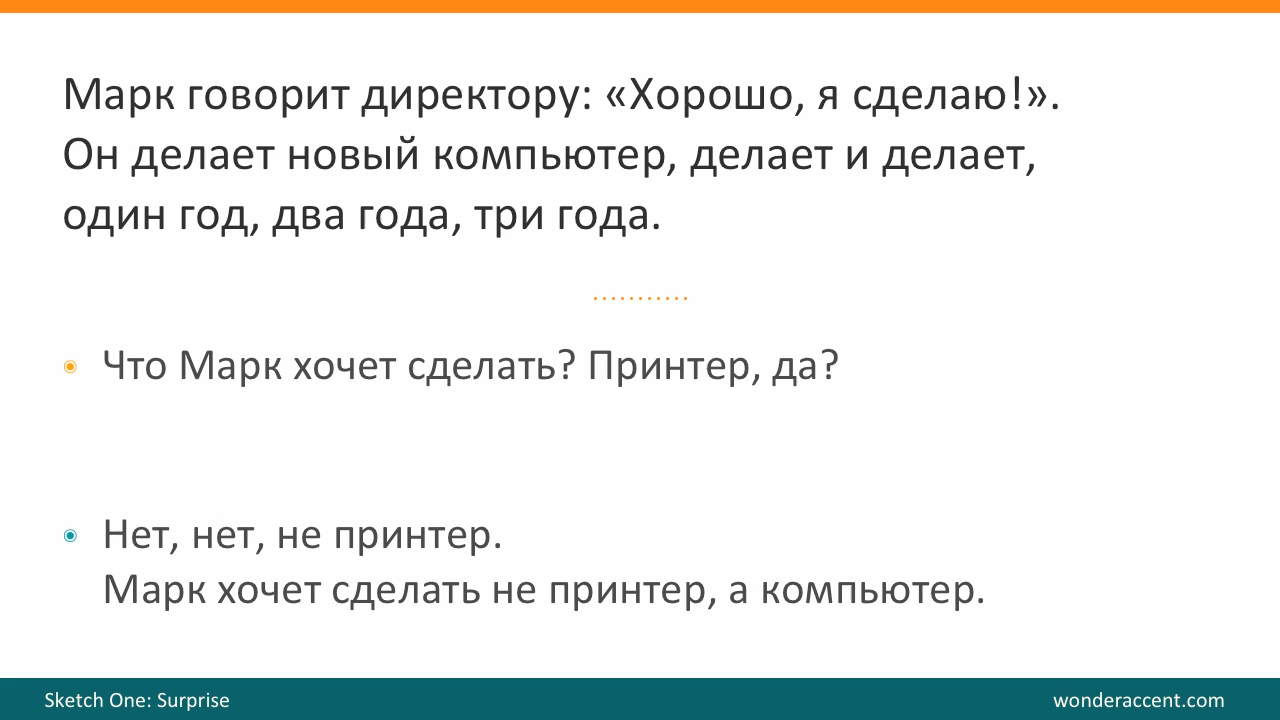 Марк говорит директору: «Хорошо, я сделаю!».
Он делает новый компьютер, делает и делает,
один год, два года, три года.
...........
Что Марк хочет сделать? Принтер, да?
Нет, нет, не принтер.
Марк хочет сделать не принтер, а компьютер.
Sketch One: Surprise
wonderaccent.com